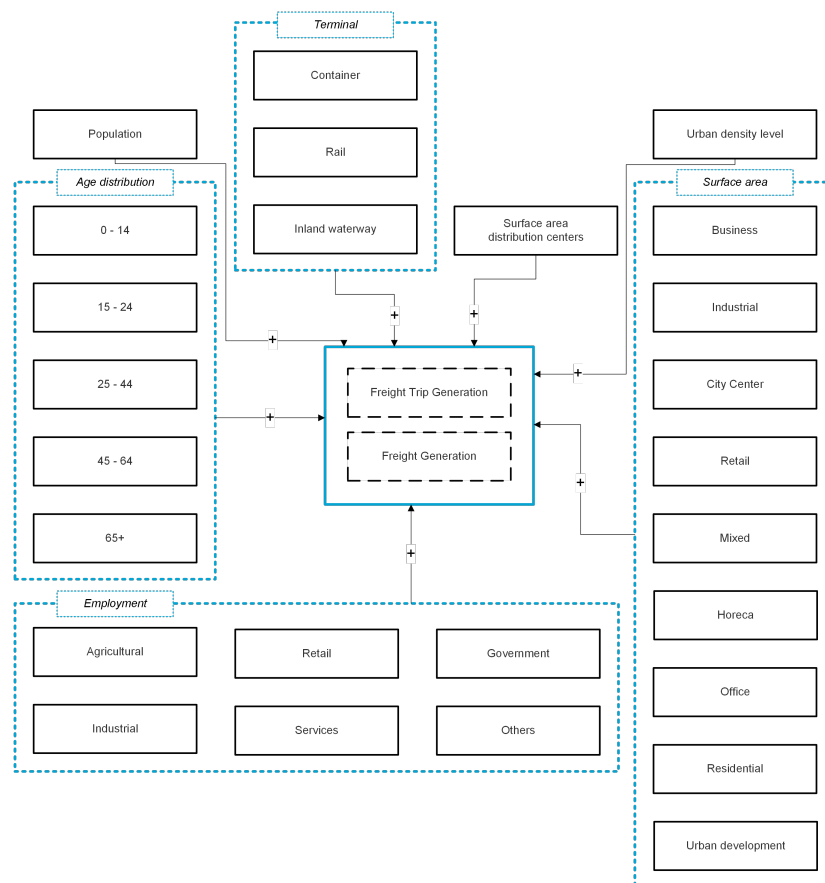 Terminal
Container
Rail
Inland waterway
Population
Urban density level
Age distribution
0 - 14
15 - 24
25 - 44
45 - 64
65+
Surface area
distribution centers
Surface area
Business
Industrial
City Center
Retail
Mixed
Horeca
Office
Residential
Urban development
+
+
+
+
+
+
+
Freight Trip Generation
Freight Generation
Employment
Agricultural
Retail
Government
Industrial
Services
Others